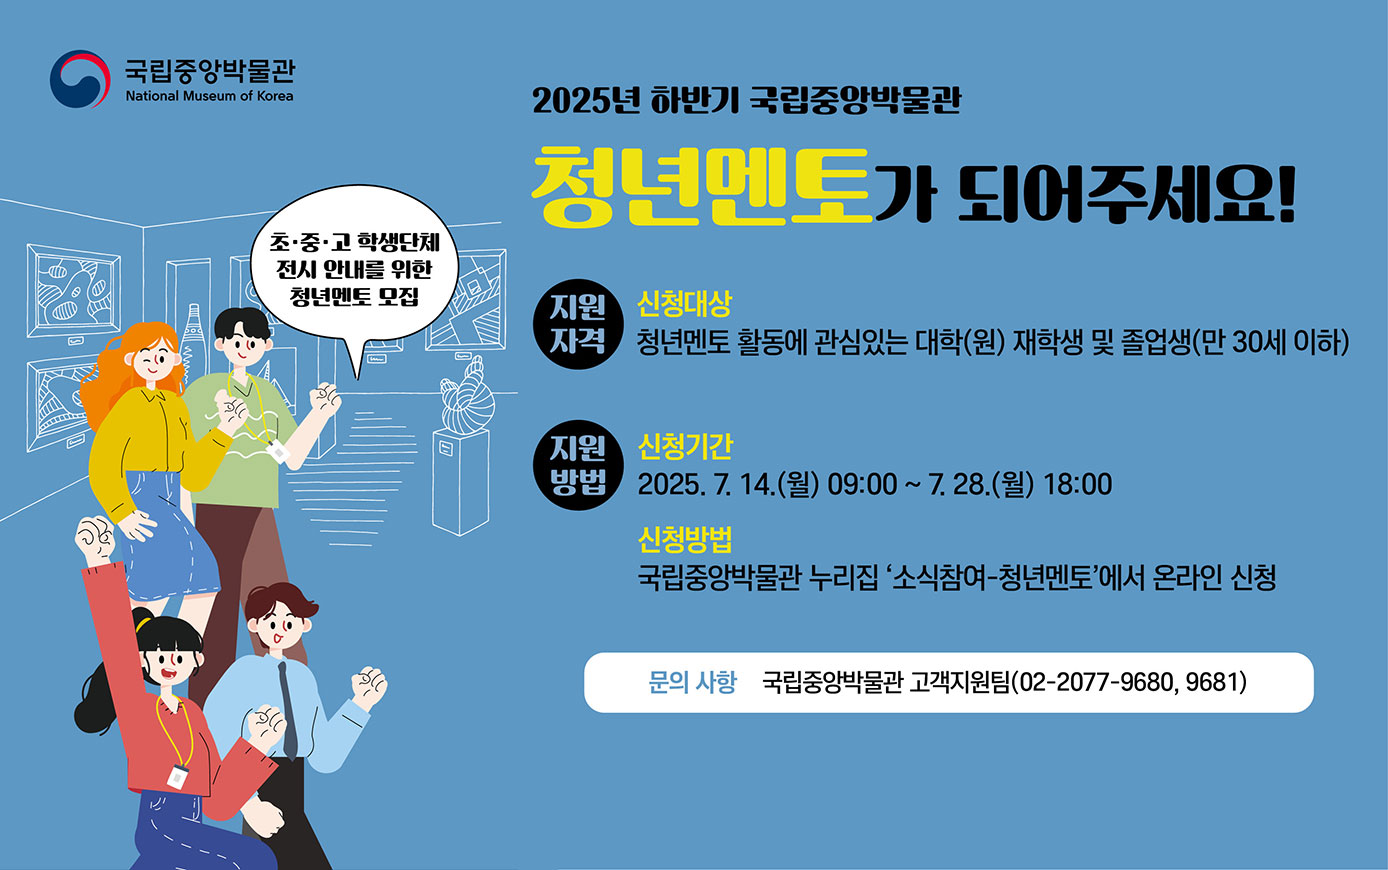 국립중앙박물관
National Museum of Korea
2025년 하반기 국립중앙박물관
청년멘토가 되어주세요!
초·중·고 학생단체
전시 안내를 위한
청년멘토 모집
지원
자격
신청대상
청년멘토 활동에 관심있는 대학(원) 재학생 및 졸업생(만 30세 이하)
지원
방법
신청기간
2025. 7. 14.(월) 09:00 ~ 7. 28.(월) 18:00
신청방법
국립중앙박물관 누리집 ‘소식참여-청년멘토’에서 온라인 신청
문의 사항 국립중앙박물관 고객지원팀(02-2077-9680, 9681)